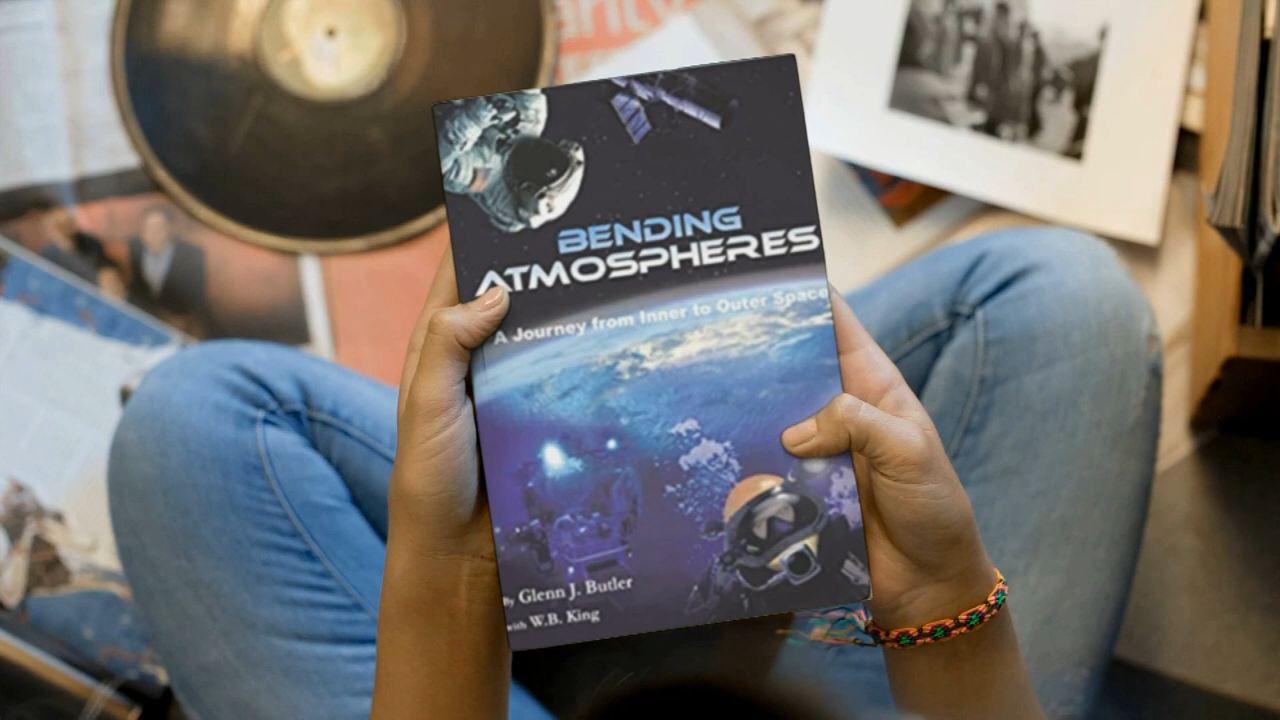 BENDING
ATMOSPHERES
A Journey from Inner to Outer Space
By Glenn J. Butler
with W.B. King